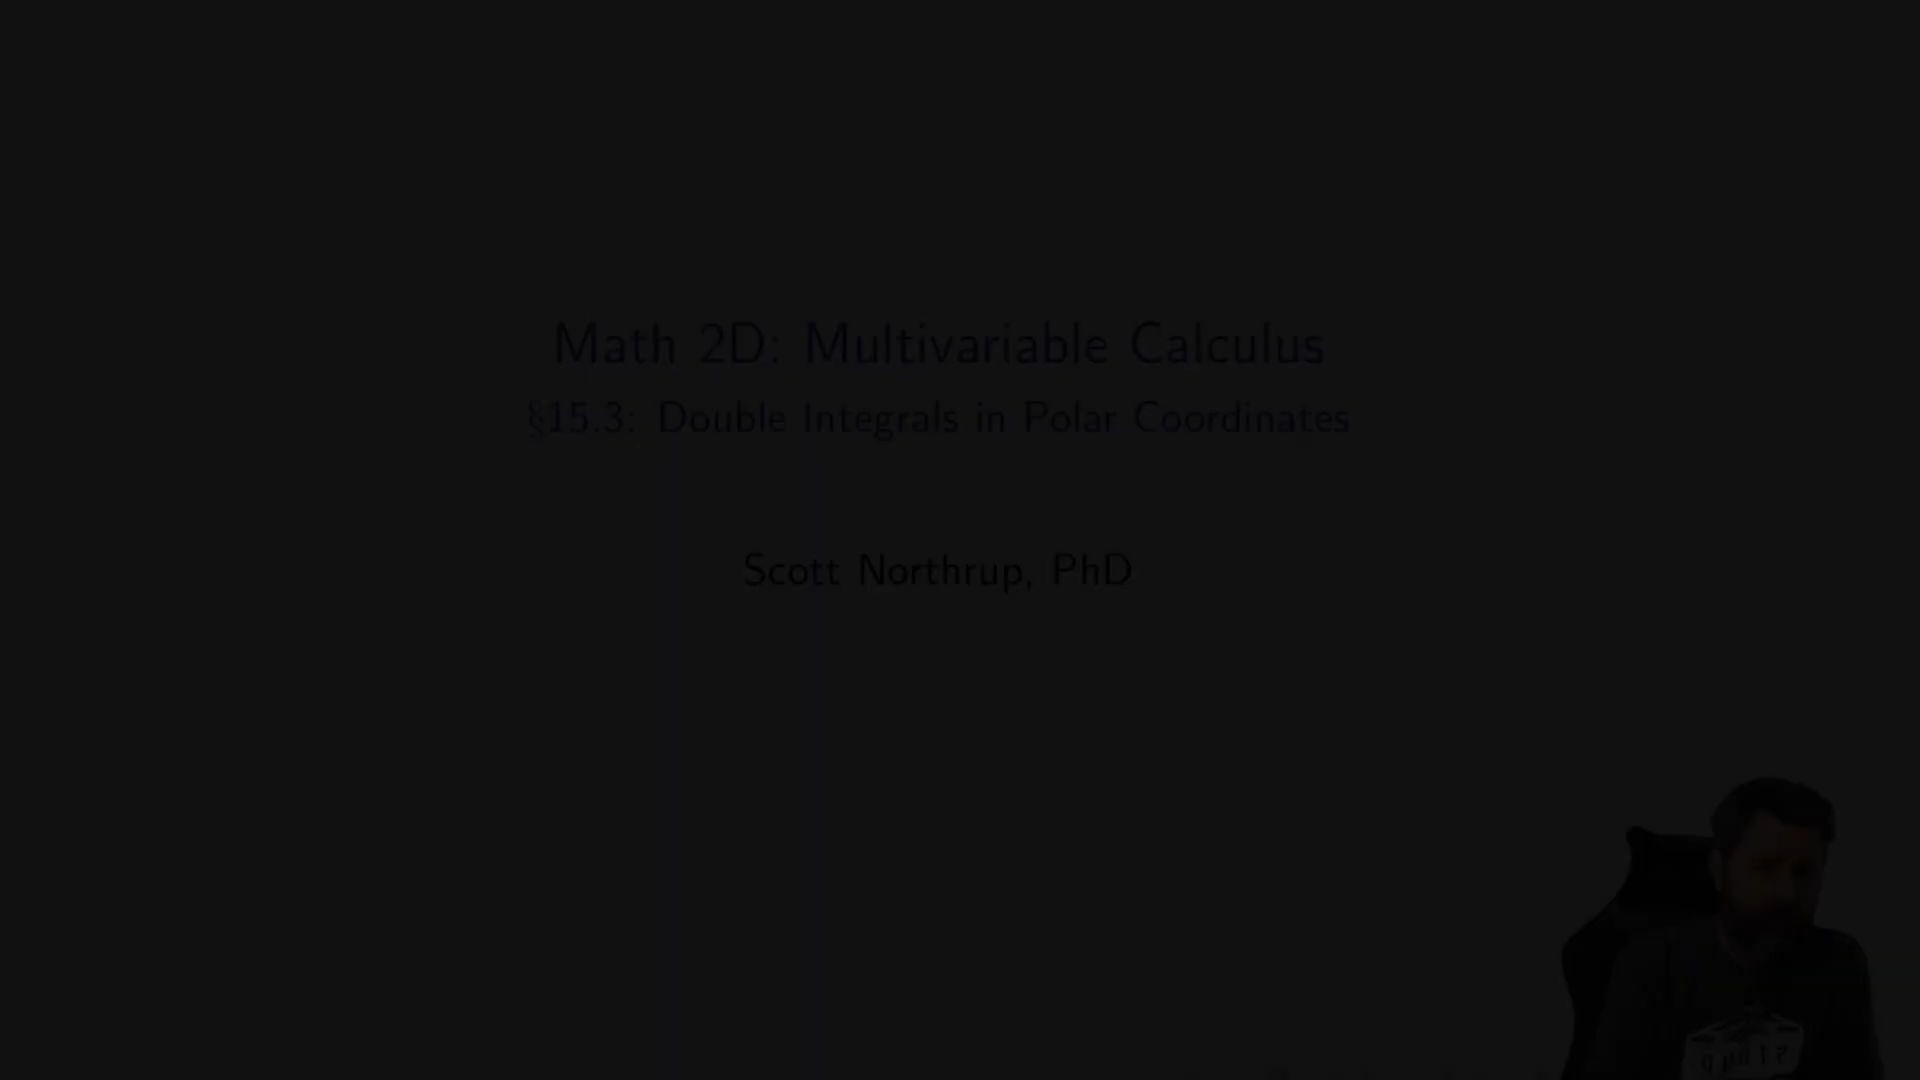 Math 2D: Multivariable Calculus
§15.3: Double Integrals in Polar Coordinates
Scott Northrup, PhD